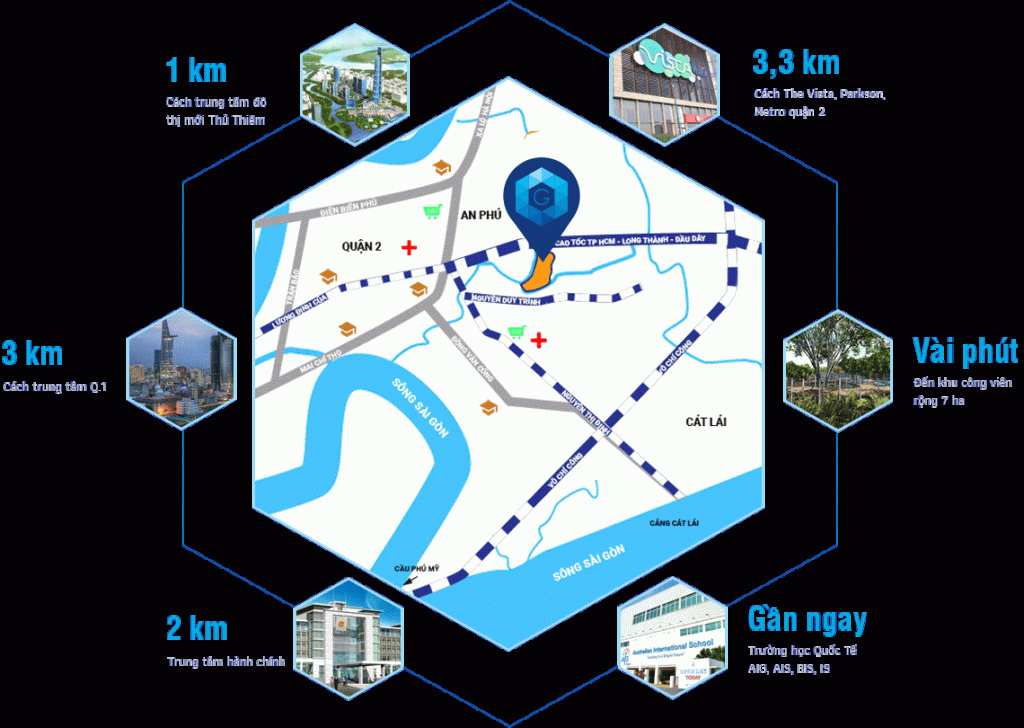 1 km
Cách trung tâm đô
thị mới Thủ Thiêm
VISTA
3,3 km
Cách The Vista, Parkson,
Metro quận 2
XA LỘ HÀ NỘI
ĐIỆN BIÊN PHỦ
AN PHÚ
G
QUẬN 2
CAO TỐC TP HCM - LONG THÀNH - DẦU DÂY
TRẦN NÃO
LƯƠNG ĐỊNH CỦA
NGUYỄN DUY TRINH
MAI CHÍ THỌ
ĐỒNG VĂN CỐNG
VÕ CHÍ CÔNG
3 km
Cách trung tâm Q.1
Vài phút
Đến khu công viên
rộng 7 ha
SÔNG SÀI GÒN
NGUYỄN THỊ ĐỊNH
CÁT LÁI
VÕ CHÍ CÔNG
CẢNG CÁT LÁI
SÔNG SÀI GÒN
CẦU PHÚ MỸ
2 km
Trung tâm hành chính
Australian International School
TODAY
Gần ngay
Trường học Quốc Tế
AIG, AIS, BIS, IS